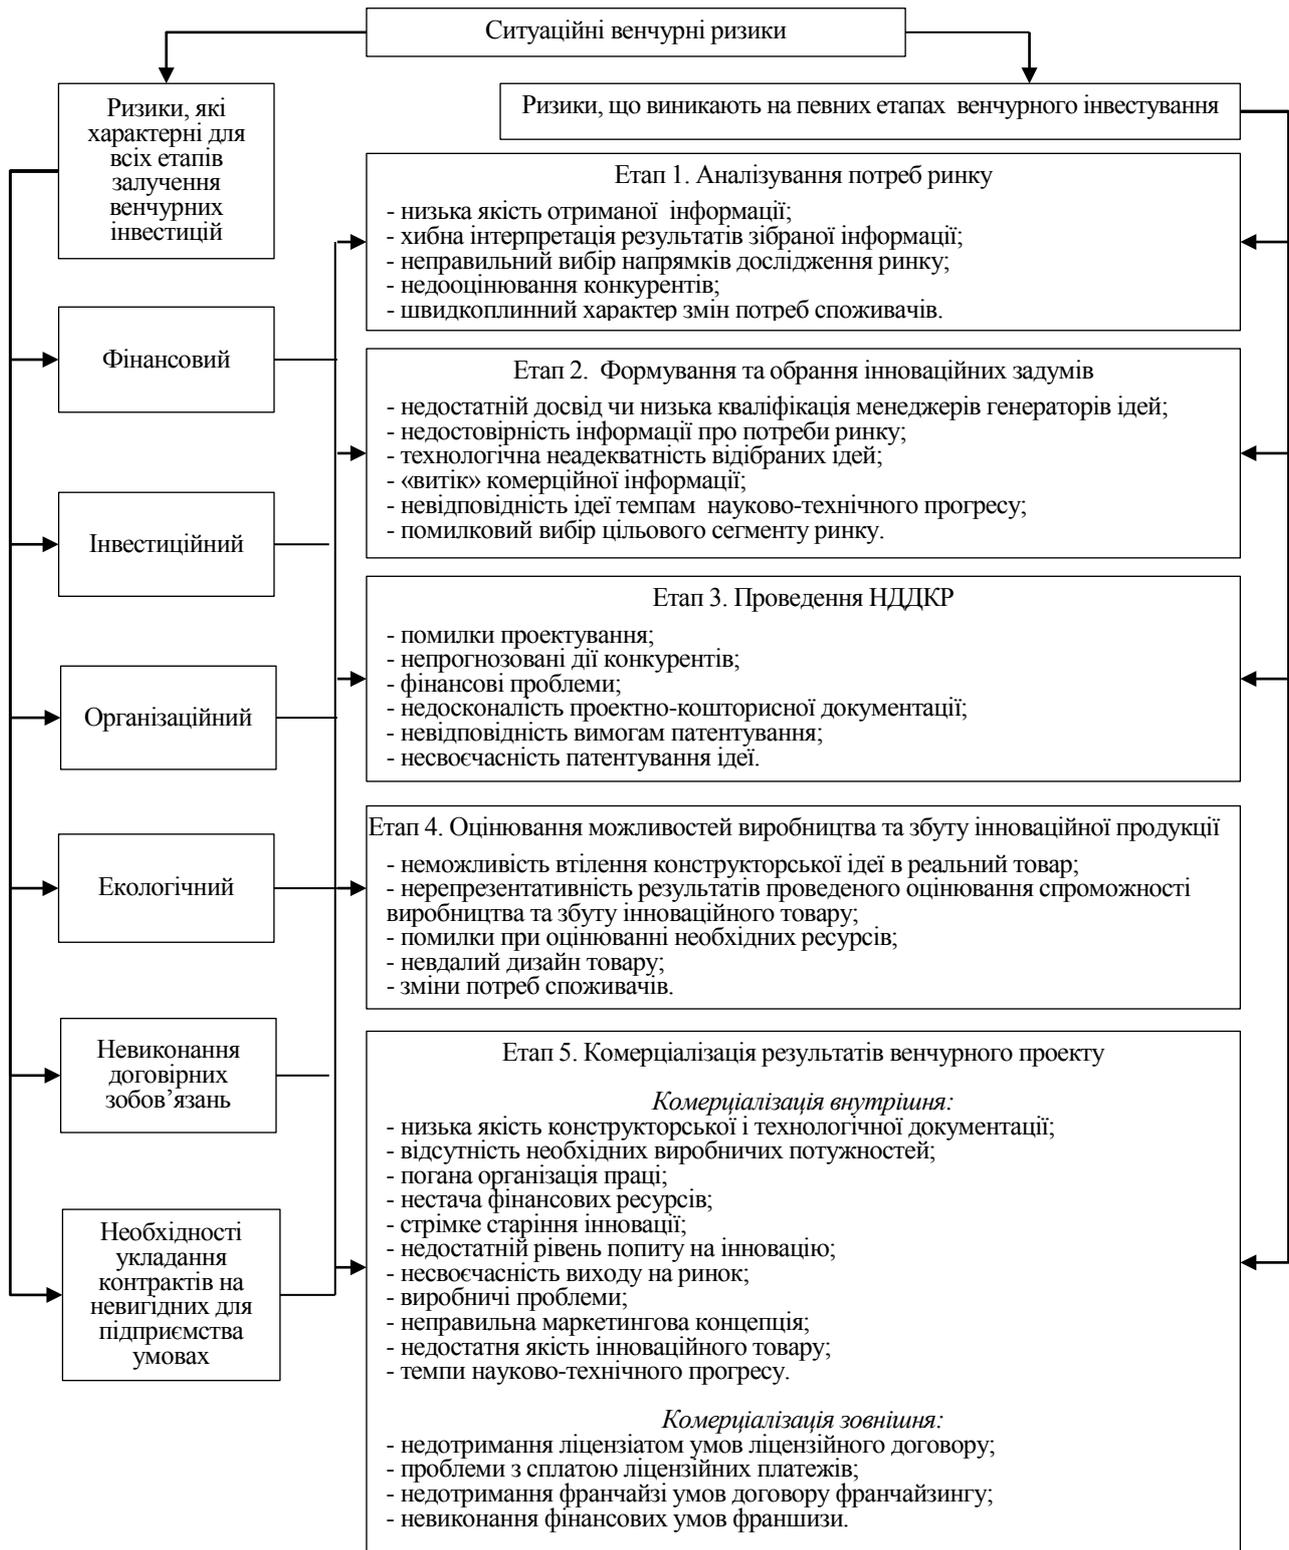 Ситуаційні венчурні ризики
Ризики, які
характерні для
всіх етапів
залучення
венчурних
інвестицій
Ризики, що виникають на певних етапах венчурного інвестування
Фінансовий
Інвестиційний
Організаційний
Екологічний
Невиконання
договірних
зобов’язань
Необхідності
укладання
контрактів на
невигідних для
підприємства
умовах
Етап 1. Аналізування потреб ринку
- низька якість отриманої інформації;
- хибна інтерпретація результатів зібраної інформації;
- неправильний вибір напрямків дослідження ринку;
- недооцінювання конкурентів;
- швидкоплинний характер змін потреб споживачів.
Етап 2. Формування та обрання інноваційних задумів
- недостатній досвід чи низька кваліфікація менеджерів генераторів ідей;
- недостовірність інформації про потреби ринку;
- технологічна неадекватність відібраних ідей;
- «витік» комерційної інформації;
- невідповідність ідеї темпам науково-технічного прогресу;
- помилковий вибір цільового сегменту ринку.
Етап 3. Проведення НДДКР
- помилки проектування;
- непрогнозовані дії конкурентів;
- фінансові проблеми;
- недосконалість проектно-кошторисної документації;
- невідповідність вимогам патентування;
- несвоєчасність патентування ідеї.
Етап 4. Оцінювання можливостей виробництва та збуту інноваційної продукції
- неможливість втілення конструкторської ідеї в реальний товар;
- нерепрезентативність результатів проведеного оцінювання спроможності
виробництва та збуту інноваційного товару;
- помилки при оцінюванні необхідних ресурсів;
- невдалий дизайн товару;
- зміни потреб споживачів.
Етап 5. Комерціалізація результатів венчурного проекту
Комерціалізація внутрішня:
- низька якість конструкторської і технологічної документації;
- відсутність необхідних виробничих потужностей;
- погана організація праці;
- нестача фінансових ресурсів;
- стрімке старіння інновації;
- недостатній рівень попиту на інновацію;
- несвоєчасність виходу на ринок;
- виробничі проблеми;
- неправильна маркетингова концепція;
- недостатня якість інноваційного товару;
- темпи науково-технічного прогресу.
Комерціалізація зовнішня:
- недотримання ліцензіатом умов ліцензійного договору;
- проблеми з сплатою ліцензійних платежів;
- недотримання франчайзі умов договору франчайзингу;
- невиконання фінансових умов франшизи.